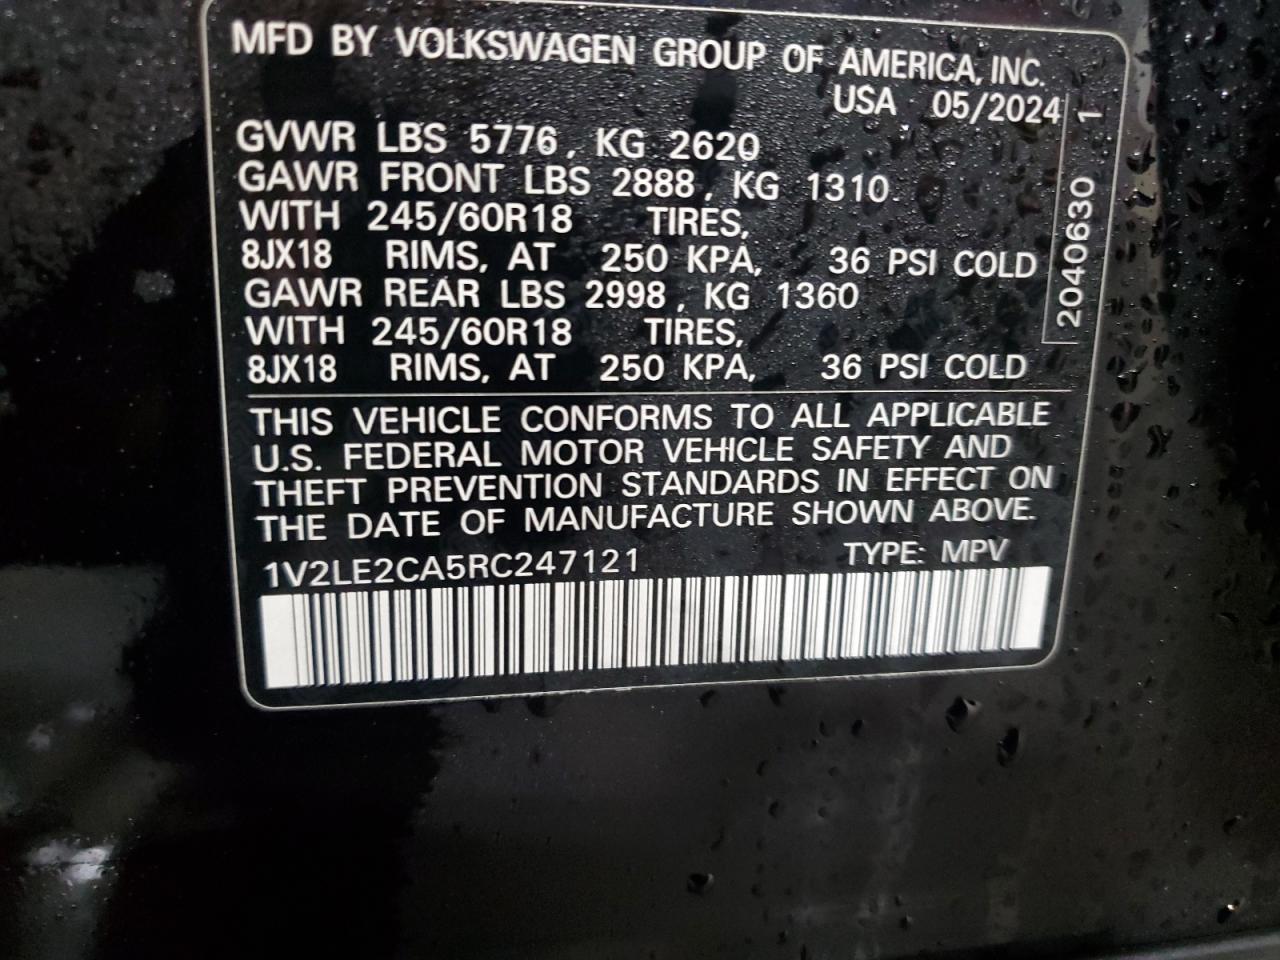 MFD BY VOLKSWAGEN GROUP OF AMERICA, INC.
USA 05/2024
GVWR LBS 5776, KG 2620
GAWR FRONT LBS 2888, KG 1310
WITH 245/60R18 TIRES,
8JX18 RIMS, AT 250 KPA, 36 PSI COLD
GAWR REAR LBS 2998, KG 1360
WITH 245/60R18 TIRES,
8JX18 RIMS, AT 250 KPA, 36 PSI COLD
2040630 1
THIS VEHICLE CONFORMS TO ALL APPLICABLE
U.S. FEDERAL MOTOR VEHICLE SAFETY AND
THEFT PREVENTION STANDARDS IN EFFECT ON
THE DATE OF MANUFACTURE SHOWN ABOVE.
1V2LE2CA5RC247121 TYPE: MPV